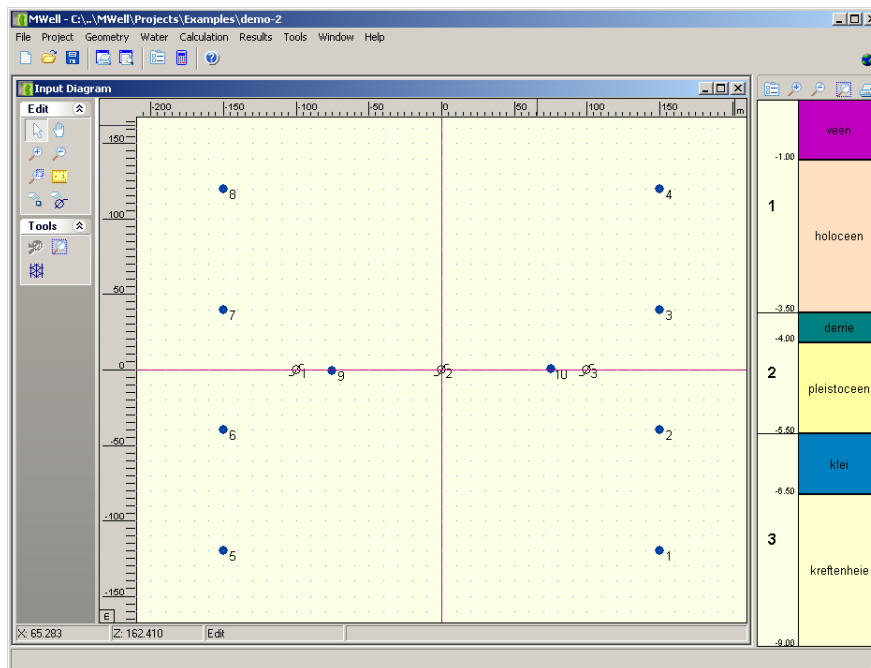 MWell - C:\..\MWell\Projects\Examples\demo-2
File Project Geometry Water Calculation Results Tools Window Help
Input Diagram
Edit
Tools
-200 -150 -100 -50 0 50 100 150
m
150
100
50
0
-50
-100
-150
m
8
4
7
3
1 9 2 10 3
6
2
5
1
X: 65.283 Z: 162.410 Edit
veen
-1.00
1
holoceen
-3.50
derrie
-4.00
2
pleistoceen
-5.50
klei
-6.50
3
kreftenheie
-9.00